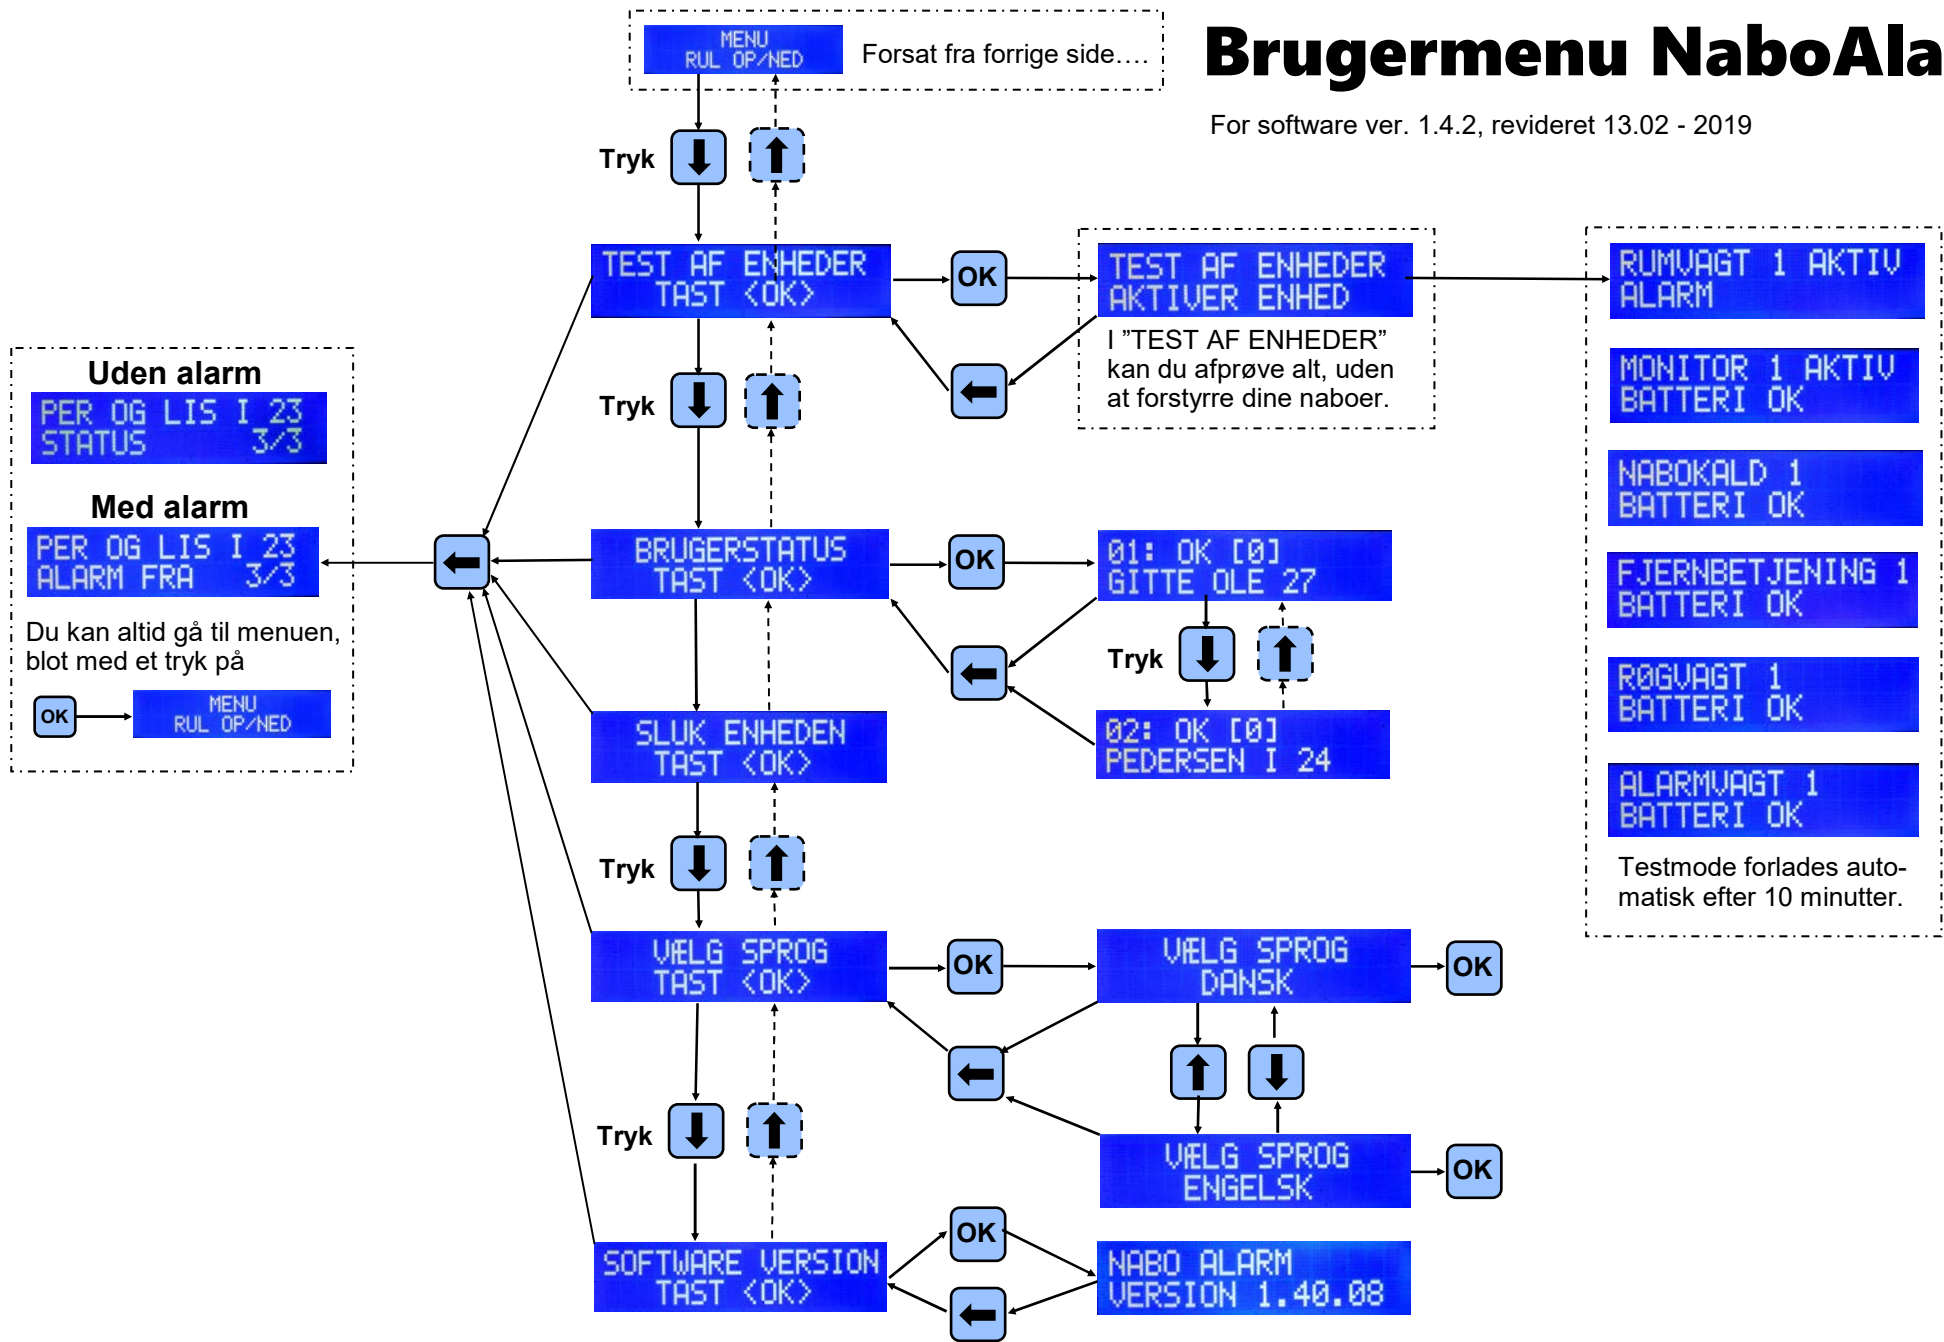 MENU
RUL OP/NED
Forsat fra forrige side....
Brugermenu NaboAla
For software ver. 1.4.2, revideret 13.02 - 2019
Tryk
TEST AF ENHEDER
TAST <OK>
OK
TEST AF ENHEDER
AKTIVER ENHED
I ”TEST AF ENHEDER”
kan du afprøve alt, uden
at forstyrre dine naboer.
RUMVAGT 1 AKTIV
ALARM
MONITOR 1 AKTIV
BATTERI OK
NABOKALD 1
BATTERI OK
FJERNBETJENING 1
BATTERI OK
RØGVAGT 1
BATTERI OK
ALARMVAGT 1
BATTERI OK
Testmode forlades auto-
matisk efter 10 minutter.
Uden alarm
PER OG LIS I 23
STATUS 3/3
Med alarm
PER OG LIS I 23
ALARM FRA 3/3
Du kan altid gå til menuen,
blot med et tryk på
OK
MENU
RUL OP/NED
Tryk
BRUGERSTATUS
TAST <OK>
OK
01: OK [0]
GITTE OLE 27
Tryk
02: OK [0]
PEDERSEN I 24
SLUK ENHEDEN
TAST <OK>
Tryk
VÆLG SPROG
TAST <OK>
OK
VÆLG SPROG
DANSK
OK
VÆLG SPROG
ENGELSK
OK
Tryk
SOFTWARE VERSION
TAST <OK>
OK
NABO ALARM
VERSION 1.40.08